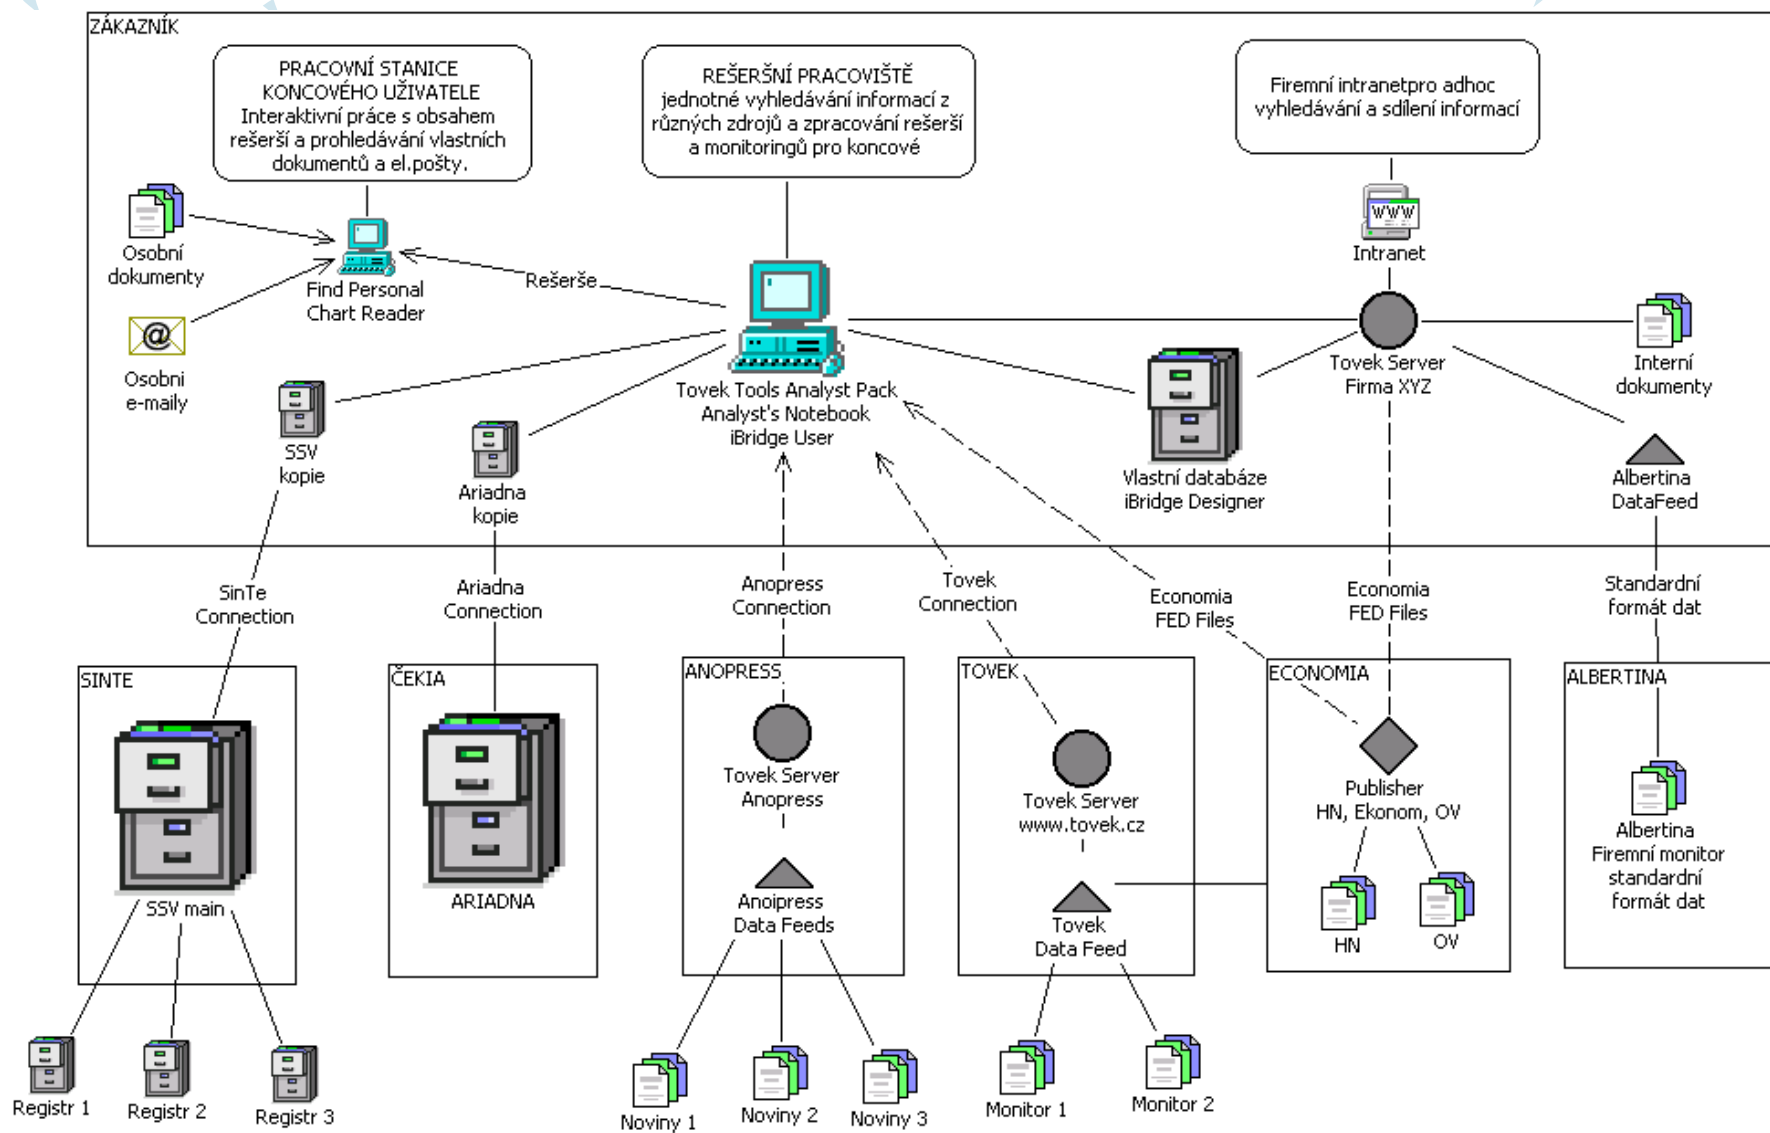 ZÁKAZNÍK
PRACOVNÍ STANICE
KONCOVÉHO UŽIVATELE
Interaktivní práce s obsahem
rešerší a prohledávání vlastních
dokumentů a el.pošty.
REŠERŠNÍ PRACOVIŠTĚ
jednotné vyhledávání informací z
různých zdrojů a zpracování rešerší
a monitoringů pro koncové
Firemní intranetpro adhoc
vyhledávání a sdílení informací
WWW
Intranet
Osobní
dokumenty
Find Personal
Chart Reader
Rešerše
@
Osobni
e-maily
Tovek Tools Analyst Pack
Analyst's Notebook
iBridge User
Tovek Server
Firma XYZ
Interní
dokumenty
SSV
kopie
Ariadna
kopie
Vlastní databáze
iBridge Designer
Albertina
DataFeed
SinTe
Connection
Ariadna
Connection
Anopress
Connection
Tovek
Connection
Economia
FED Files
Economia
FED Files
Standardní
formát dat
SINTE
SSV main
Registr 1
Registr 2
Registr 3
ČEKIA
ARIADNA
ANOPRESS
Tovek Server
Anopress
Anoipress
Data Feeds
Noviny 1
Noviny 2
Noviny 3
TOVEK
Tovek Server
www.tovek.cz
Tovek
Data Feed
Monitor 1
Monitor 2
ECONOMIA
Publisher
HN, Ekonom, OV
HN
OV
ALBERTINA
Albertina
Firemní monitor
standardní
formát dat